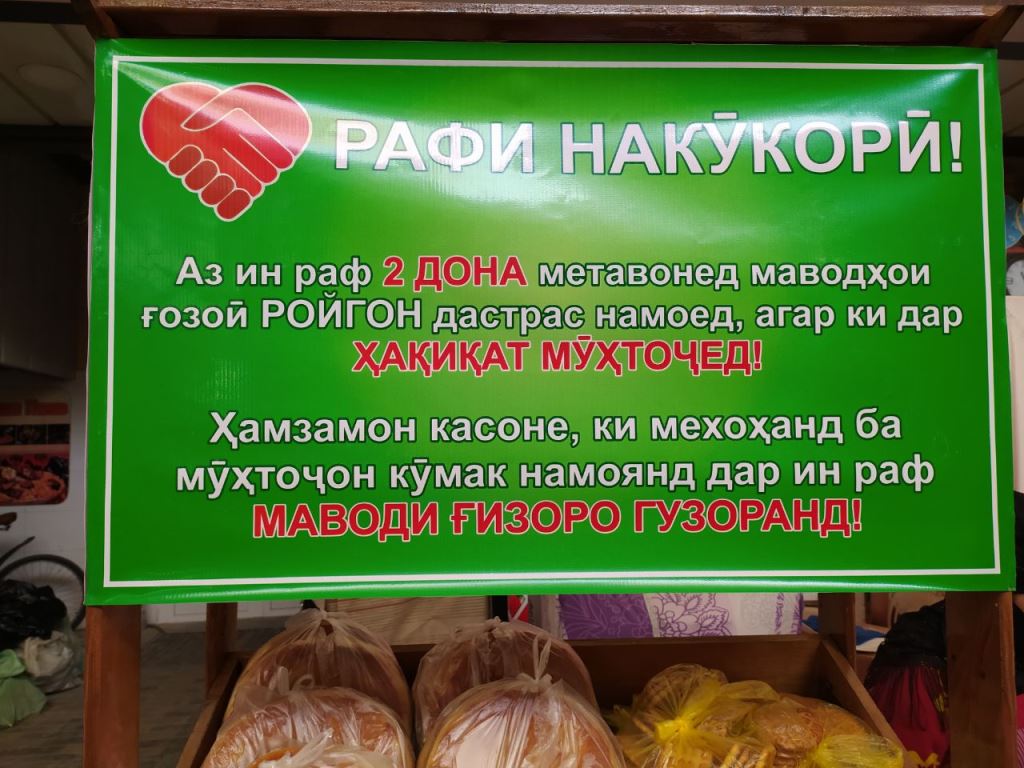 РАФИ НАКӮКОРӢ!
Аз ин раф 2 ДОНА метавонед маводҳои
ғозоӣ РОЙГОН дастрас намоед, агар ки дар
ҲАҚИҚАТ МӮҲТОҶЕД!
Ҳамзамон касоне, ки мехоҳанд ба
мӯҳтоҷон кӯмак намоянд дар ин раф
МАВОДИ ҒИЗОРО ГУЗОРАНД!